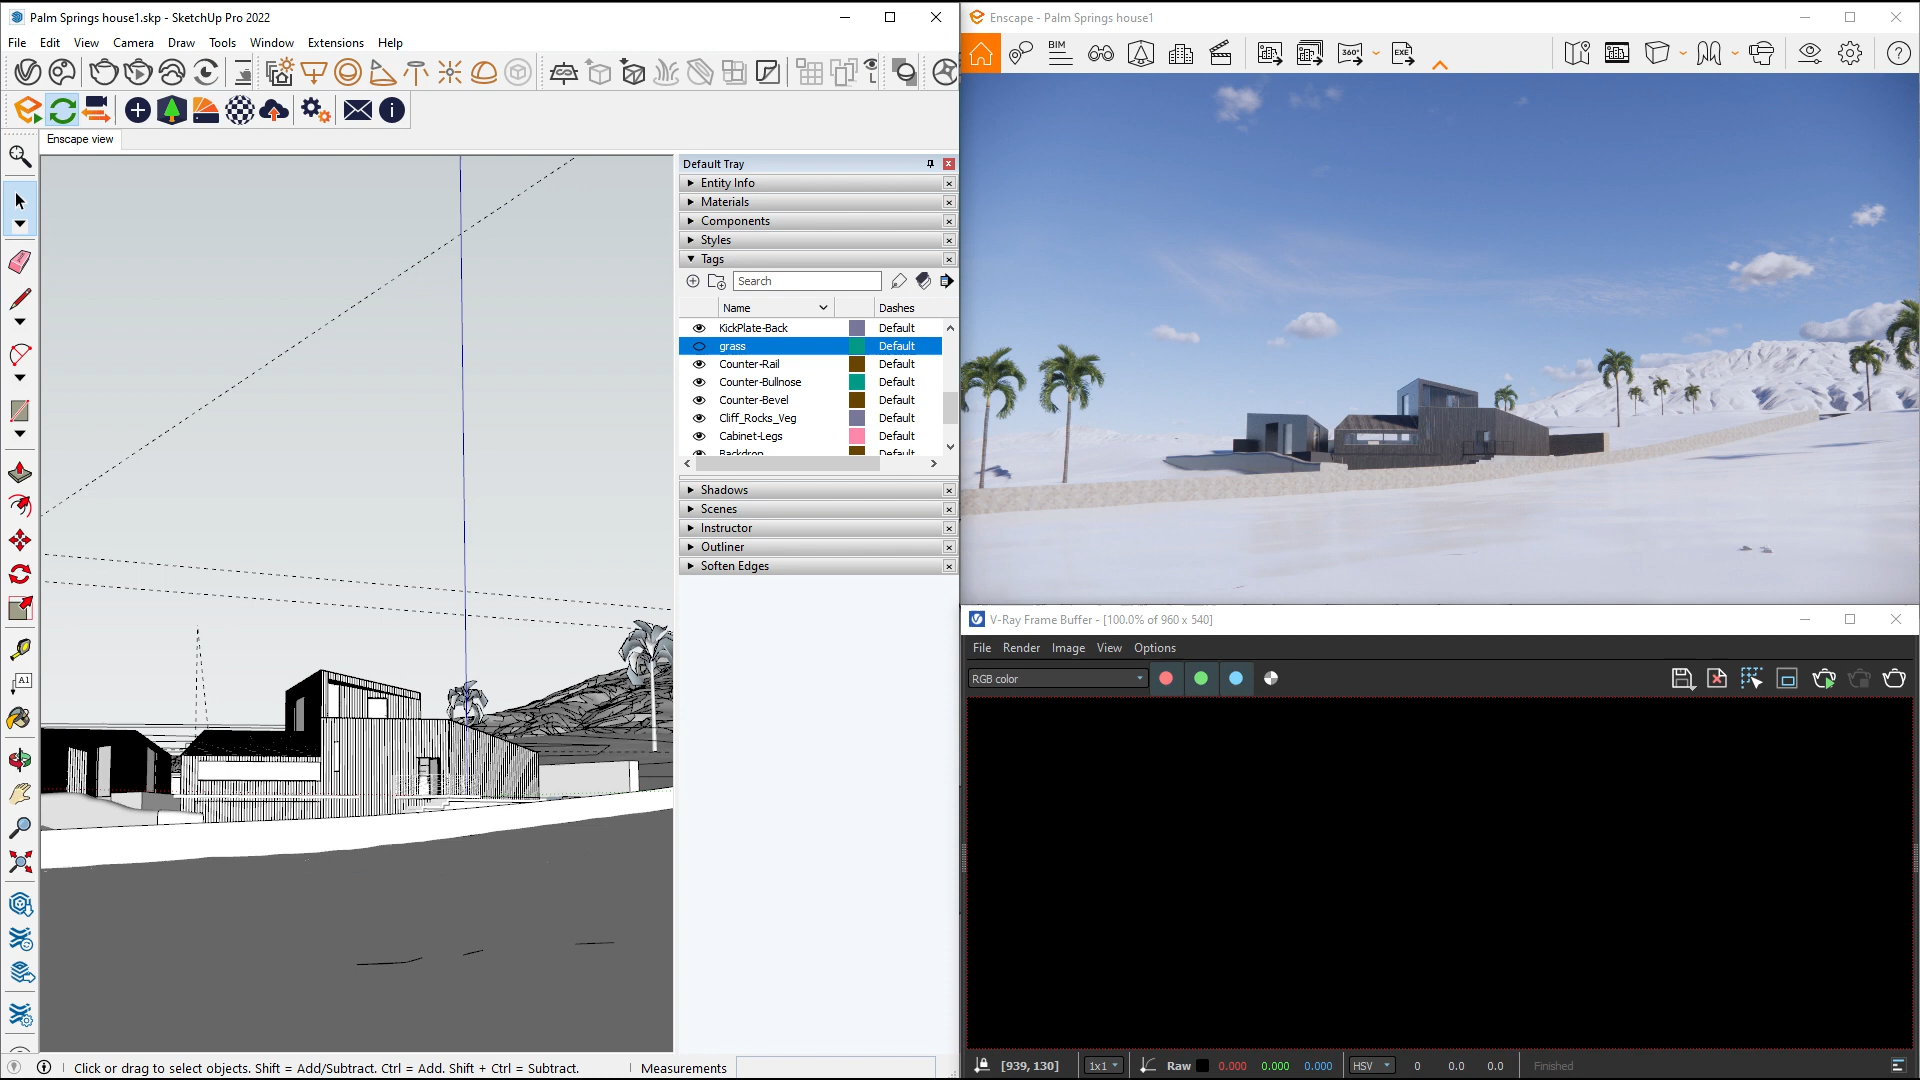 Palm Springs house1.skp - SketchUp Pro 2022
File Edit View Camera Draw Tools Window Extensions Help
Enscape view
Default Tray
Entity Info
Materials
Components
Styles
Tags
Search
Name Dashes
KickPlate-Back Default
grass Default
Counter-Rail Default
Counter-Bullnose Default
Counter-Bevel Default
Cliff_Rocks_Veg Default
Cabinet-Legs Default
Backdrop Default
Shadows
Scenes
Instructor
Outliner
Soften Edges
A1
Click or drag to select objects. Shift = Add/Subtract. Ctrl = Add. Shift + Ctrl = Subtract.
Measurements
Enscape - Palm Springs house1
BIM
360°
EXE
V-Ray Frame Buffer - [100.0% of 960 x 540]
File Render Image View Options
RGB color
[939, 130]
1x1
Raw
0.000 0.000 0.000
HSV
0 0.0 0.0
Finished